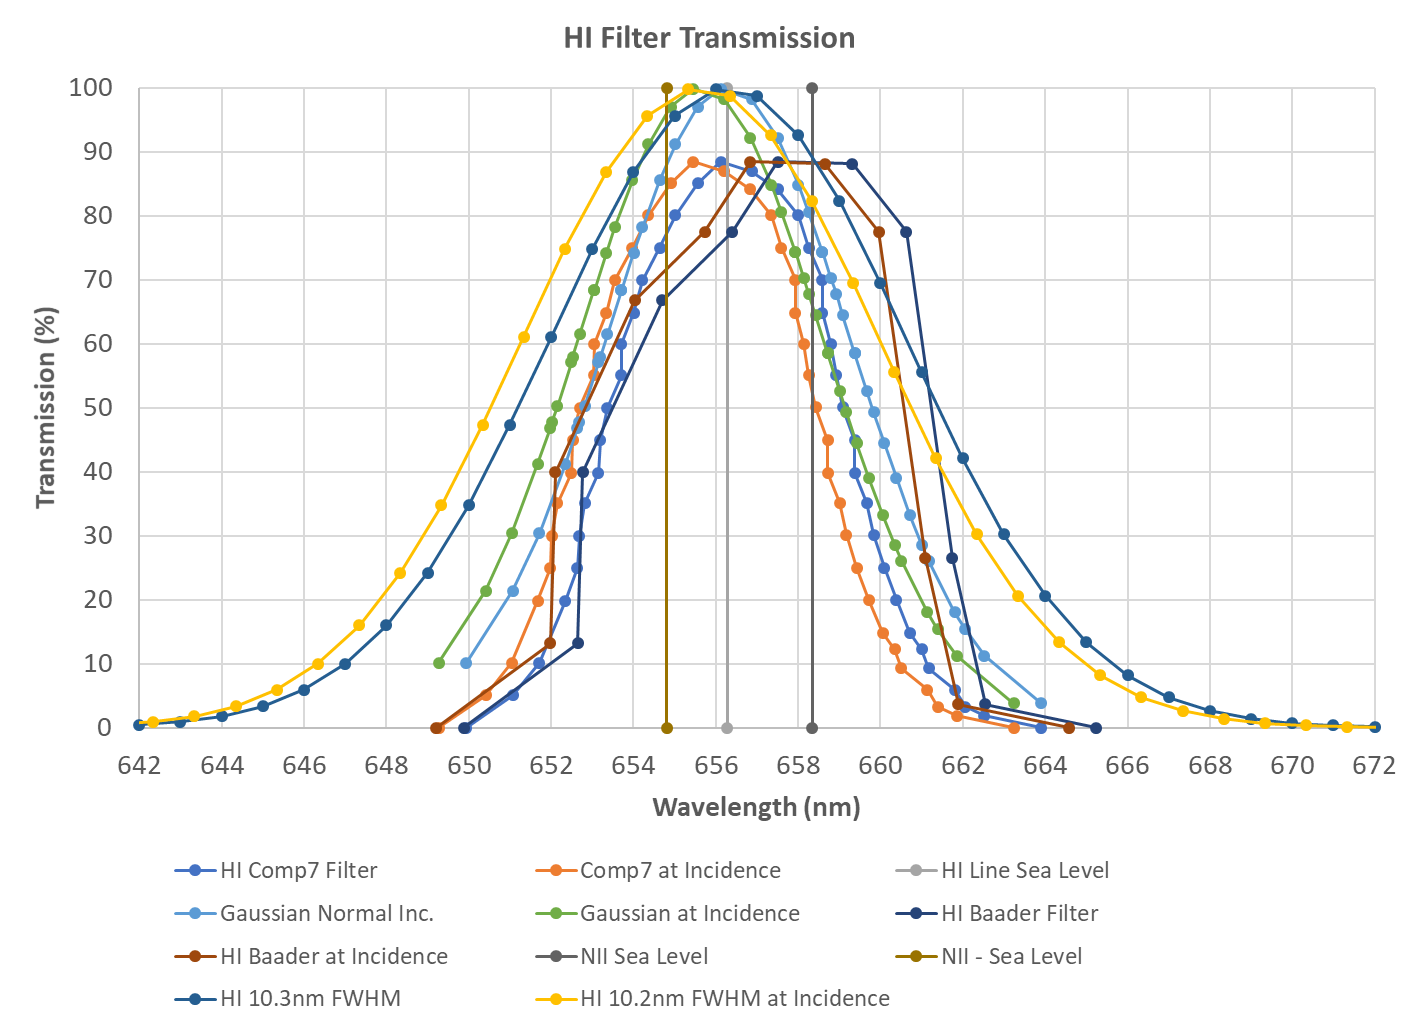 HI Filter Transmission
100
90
80
70
60
50
40
30
20
10
0
Transmission (%)
642 644 646 648 650 652 654 656 658 660 662 664 666 668 670 672
Wavelength (nm)
HI Comp7 Filter Comp7 at Incidence HI Line Sea Level
Gaussian Normal Inc. Gaussian at Incidence HI Baader Filter
HI Baader at Incidence NII Sea Level NII - Sea Level
HI 10.3nm FWHM HI 10.2nm FWHM at Incidence